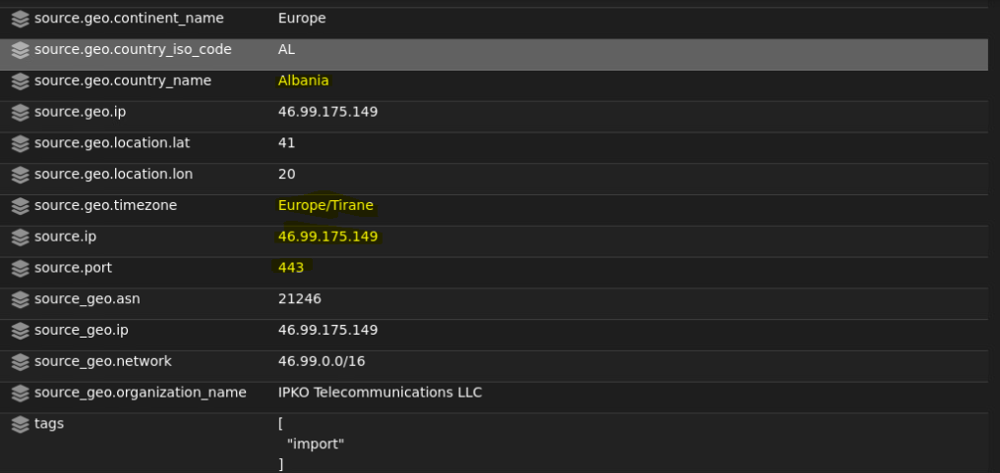 source.geo.continent_name Europe
source.geo.country_iso_code AL
source.geo.country_name Albania
source.geo.ip 46.99.175.149
source.geo.location.lat 41
source.geo.location.lon 20
source.geo.timezone Europe/Tirane
source.ip 46.99.175.149
source.port 443
source_geo.asn 21246
source_geo.ip 46.99.175.149
source_geo.network 46.99.0.0/16
source_geo.organization_name IPKO Telecommunications LLC
tags [
"import"
]